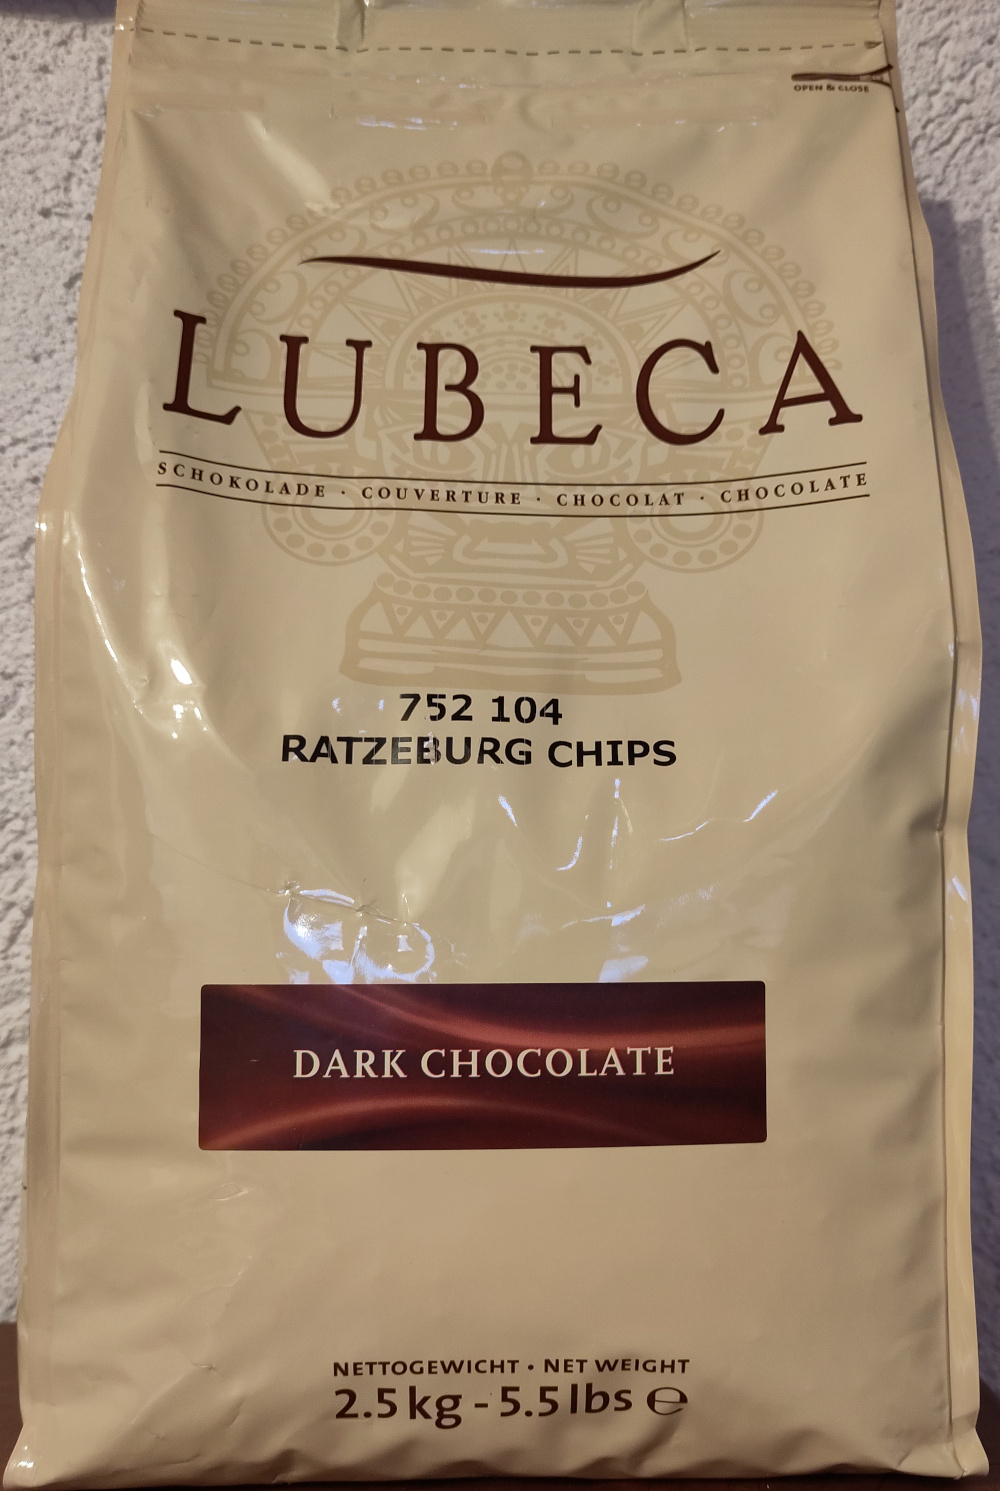 OPEN & CLOSE
LUBECA
SCHOKOLADE · COUVERTURE · CHOCOLAT · CHOCOLATE
752 104
RATZEBURG CHIPS
DARK CHOCOLATE
NETTOGEWICHT • NET WEIGHT
2.5 kg - 5.5 lbs ℮